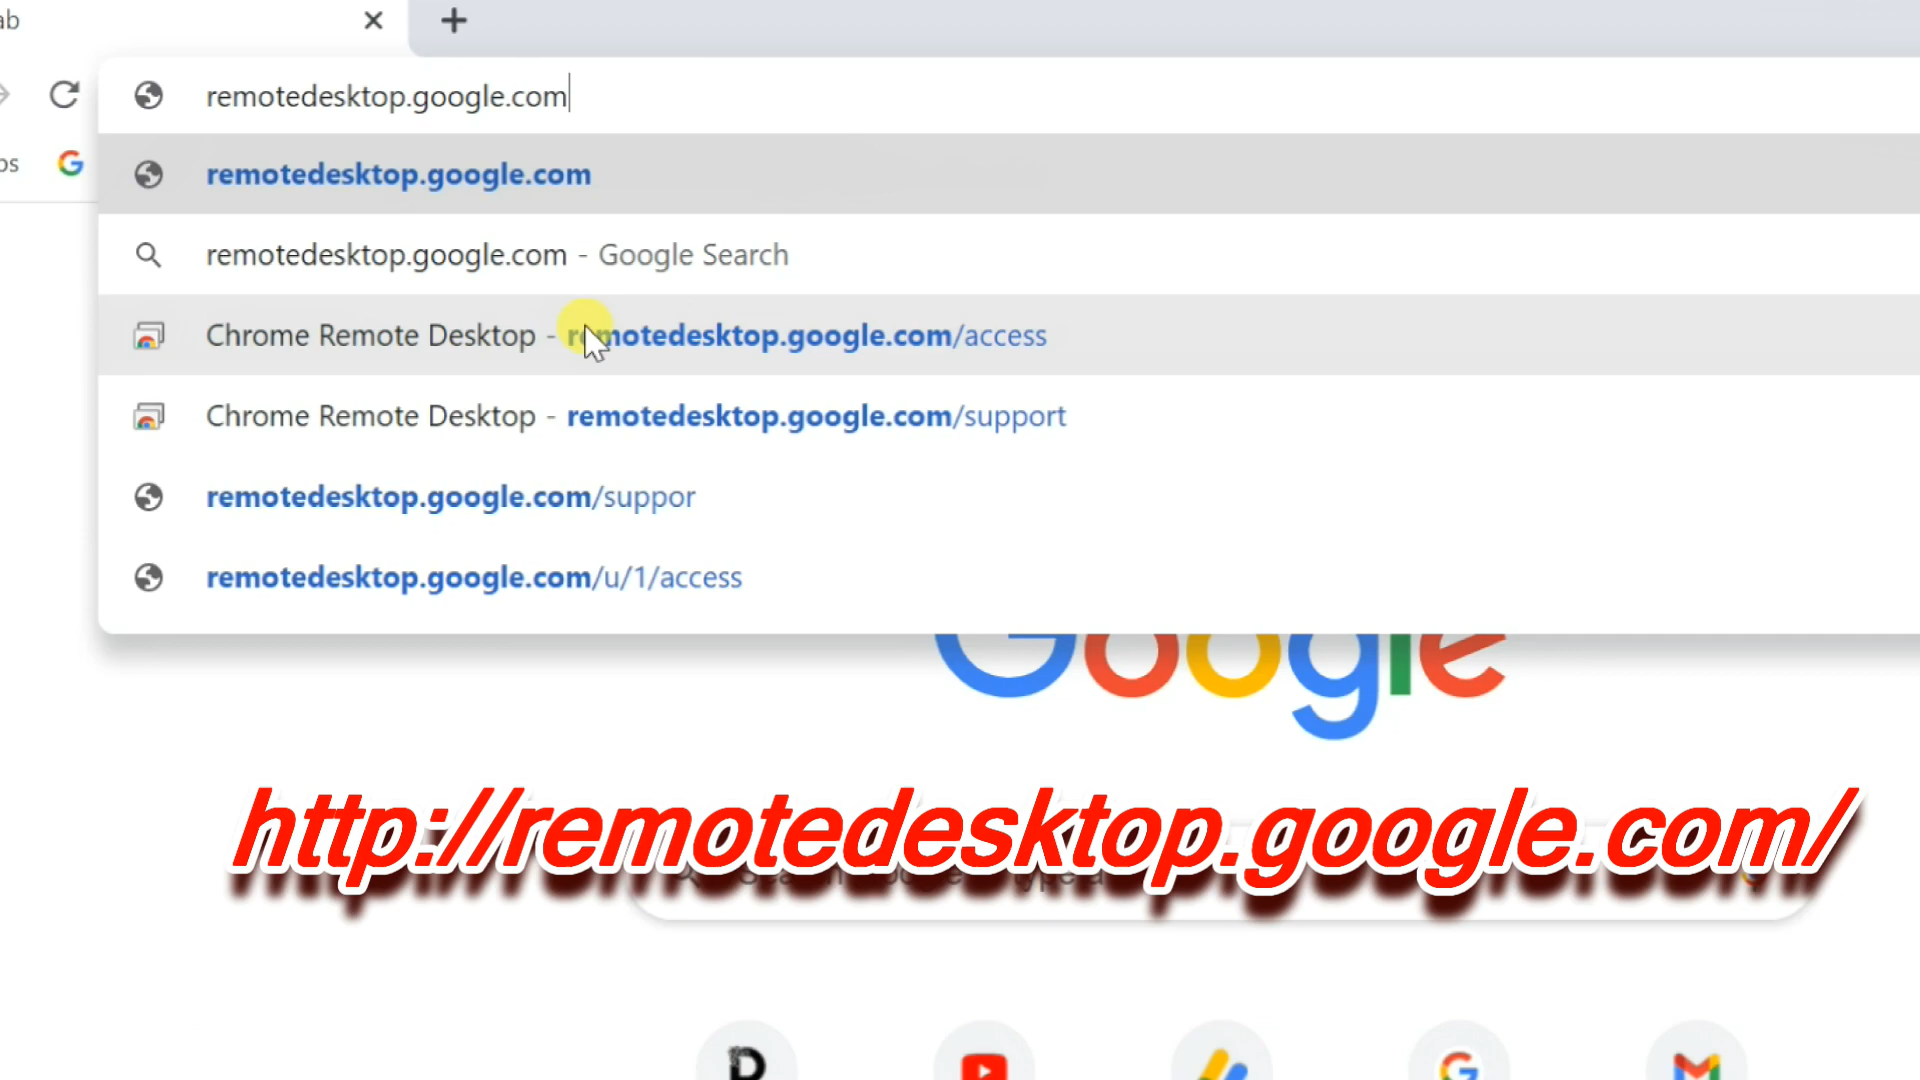 ab
remotedesktop.google.com
ps
remotedesktop.google.com
remotedesktop.google.com - Google Search
Chrome Remote Desktop - remotedesktop.google.com/access
Chrome Remote Desktop - remotedesktop.google.com/support
remotedesktop.google.com/suppor
remotedesktop.google.com/u/1/access
Google
http://remotedesktop.google.com/